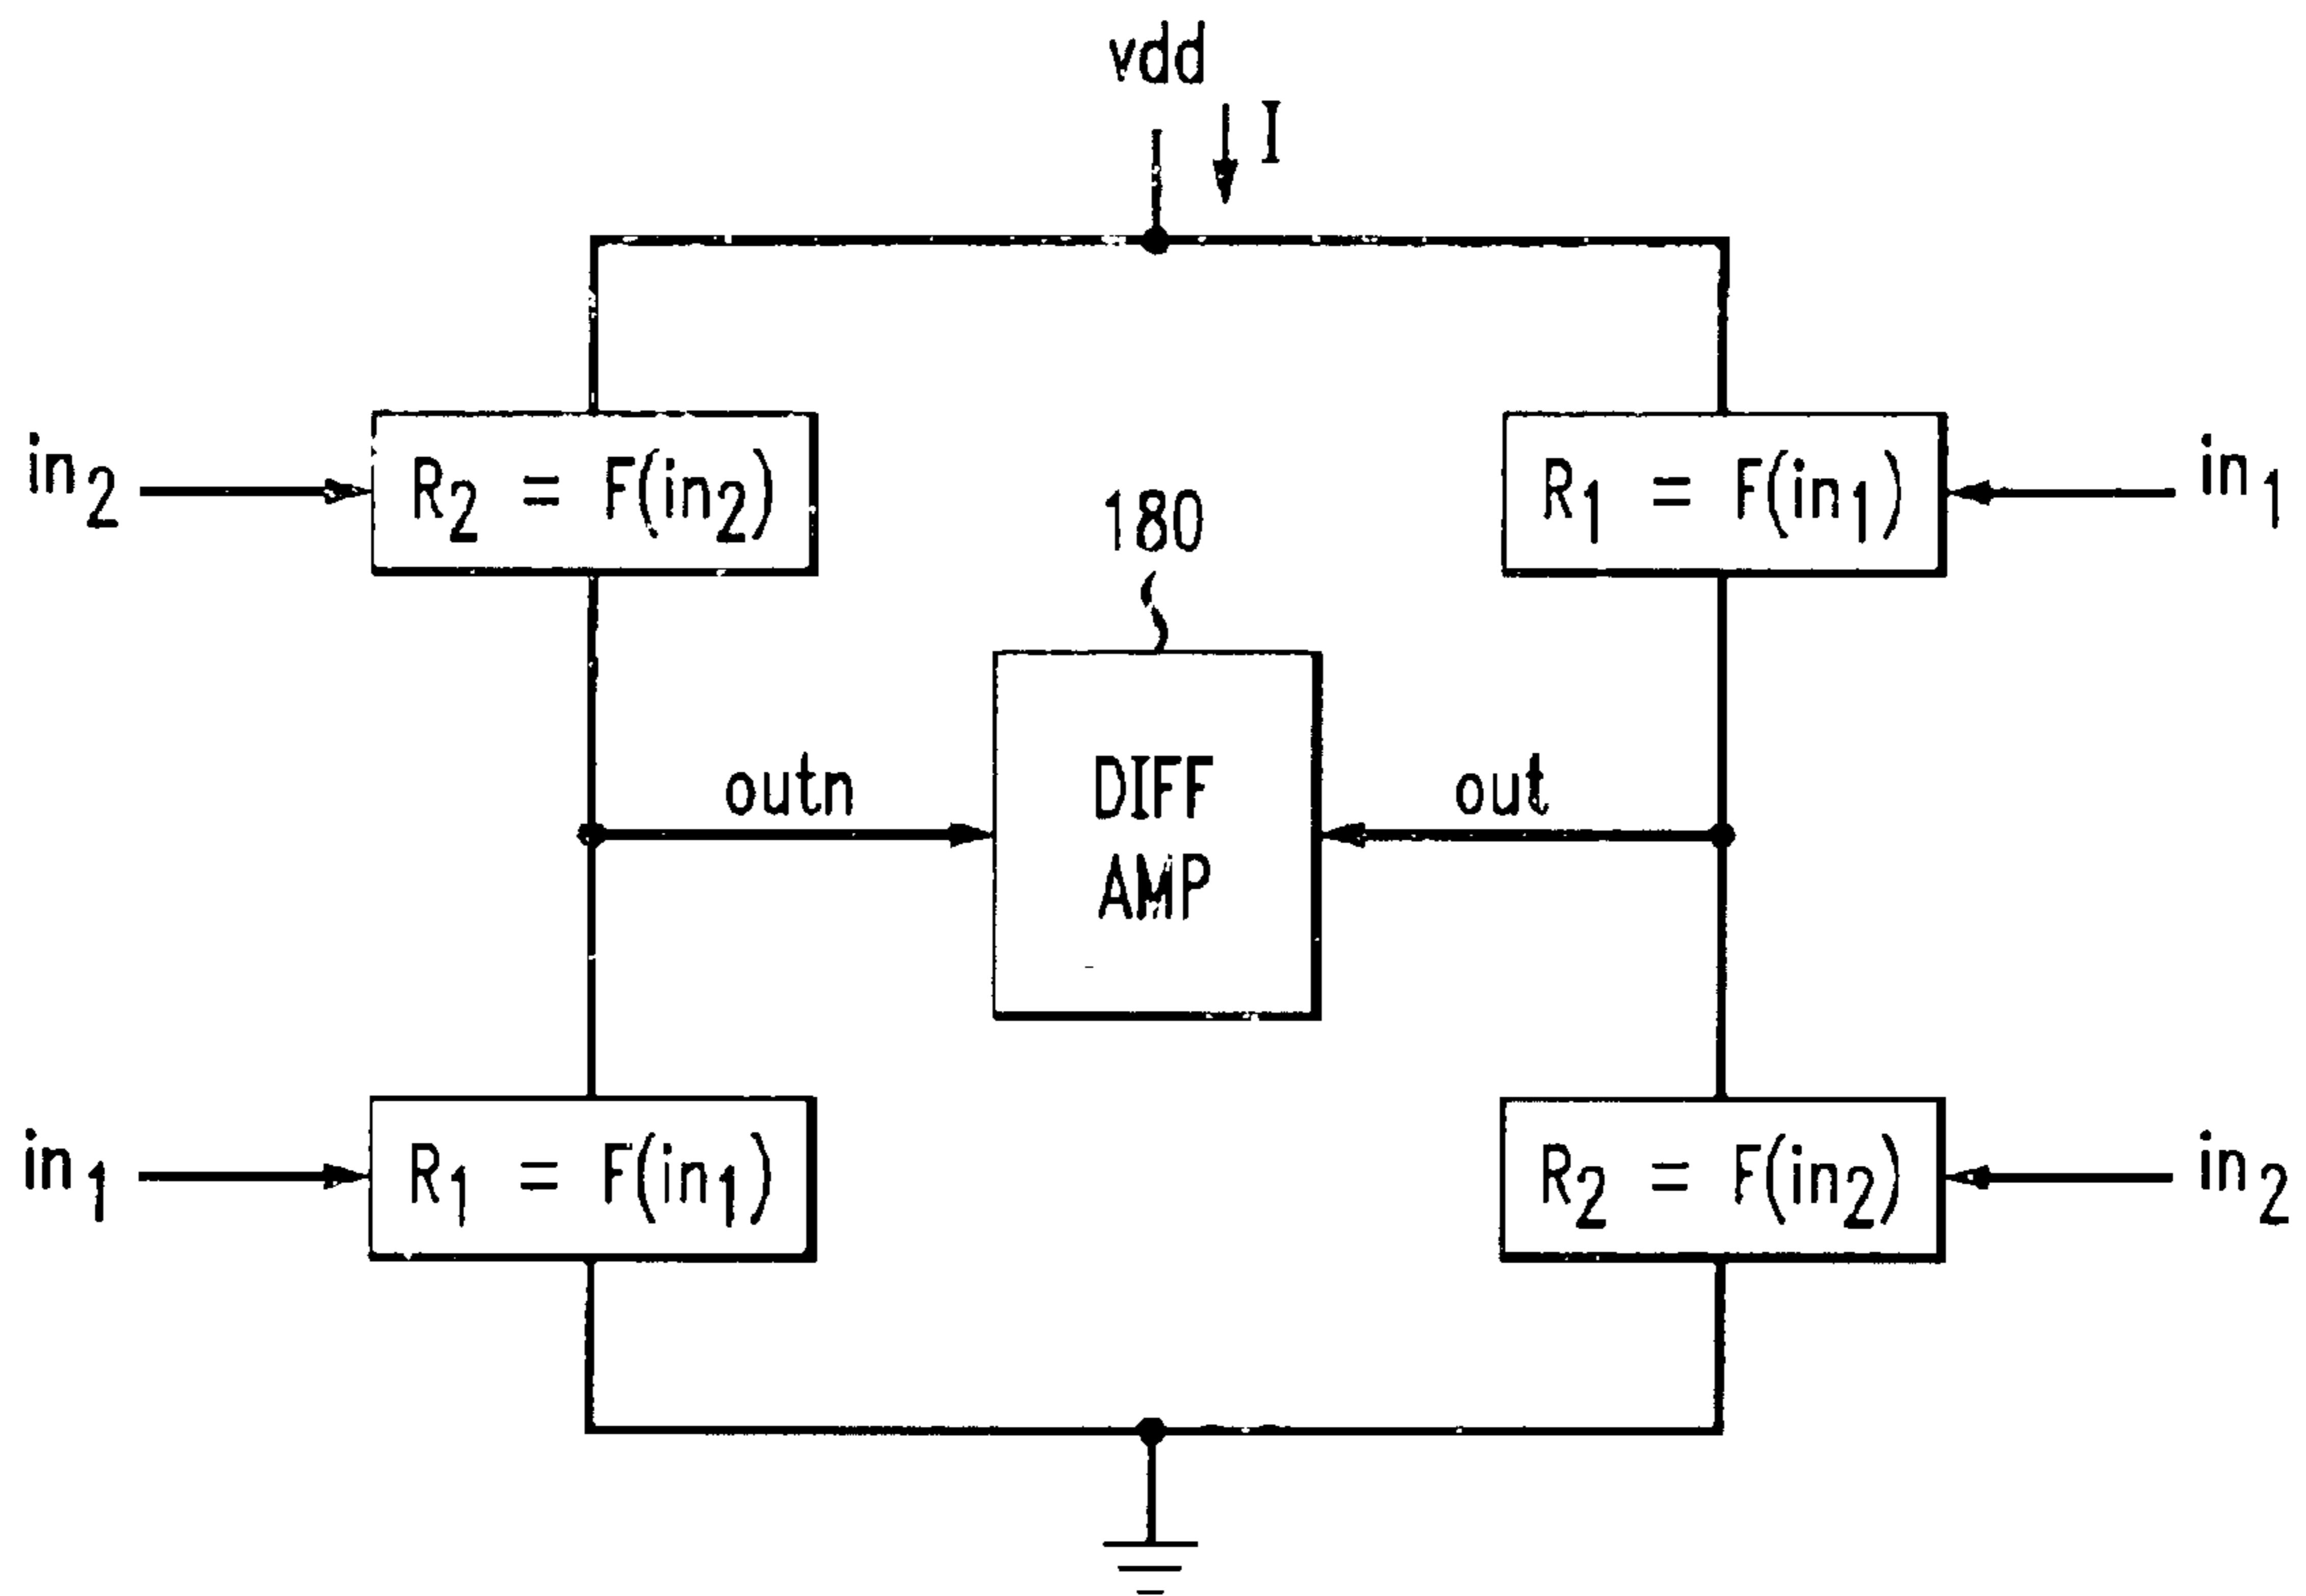 vdd
I
in2
R2 = F(in2)
R1 = F(in1)
in1
180
outn
DIFF
AMP
out
in1
R1 = F(in1)
R2 = F(in2)
in2